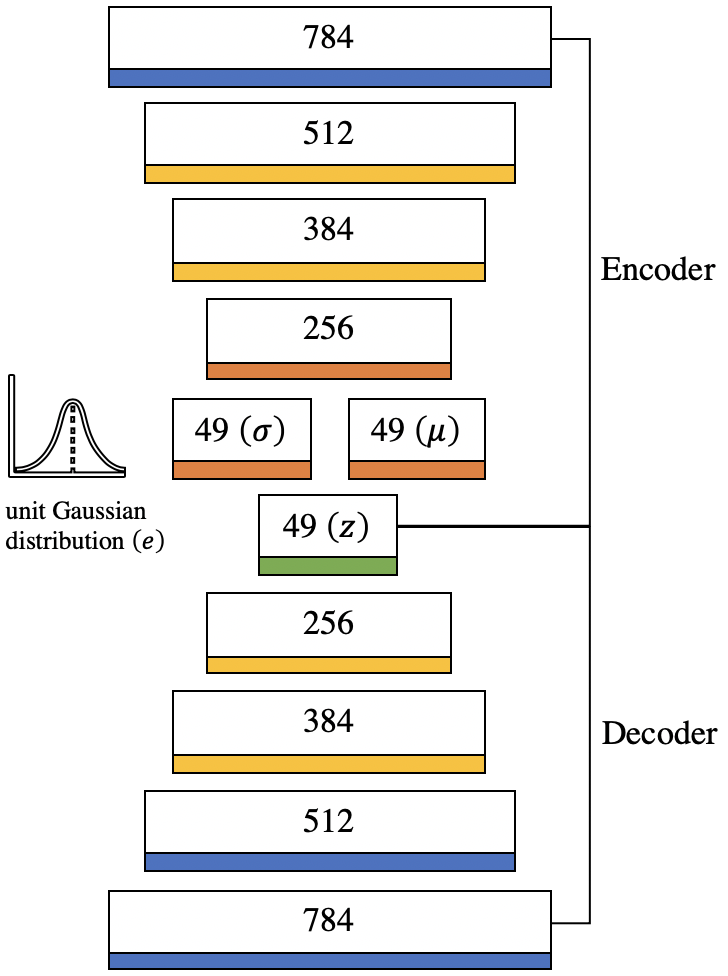 784
512
384
Encoder
256
49 (σ)
49 (μ)
unit Gaussian
distribution (e)
49 (z)
256
384
Decoder
512
784